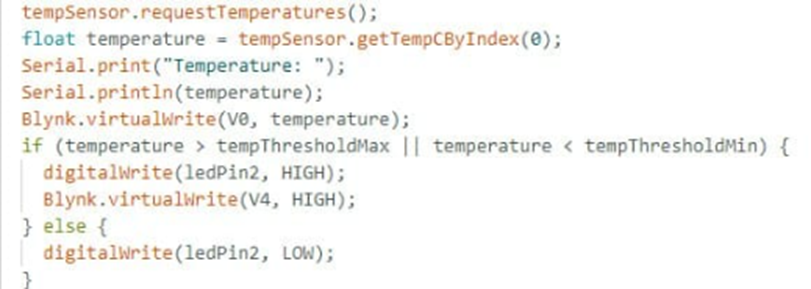 tempSensor.requestTemperatures();
float temperature = tempSensor.getTempCByIndex(0);
Serial.print("Temperature: ");
Serial.println(temperature);
Blynk.virtualWrite(V0, temperature);
if (temperature > tempThresholdMax || temperature < tempThresholdMin) {
  digitalWrite(ledPin2, HIGH);
  Blynk.virtualWrite(V4, HIGH);
} else {
  digitalWrite(ledPin2, LOW);
}